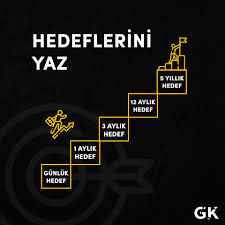 HEDEFLERİNİ
YAZ
5 YILLIK
HEDEF
12 AYLIK
HEDEF
3 AYLIK
HEDEF
1 AYLIK
HEDEF
GÜNLÜK
HEDEF
GK